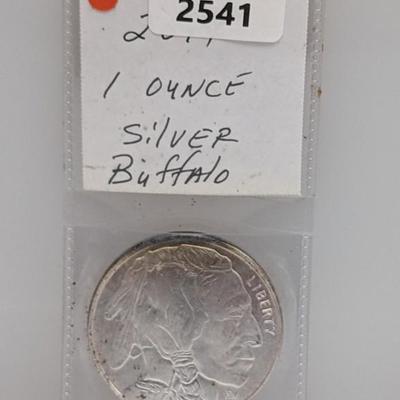 2541
1 OUNCE
SilVER
Buffalo
LIBERTY